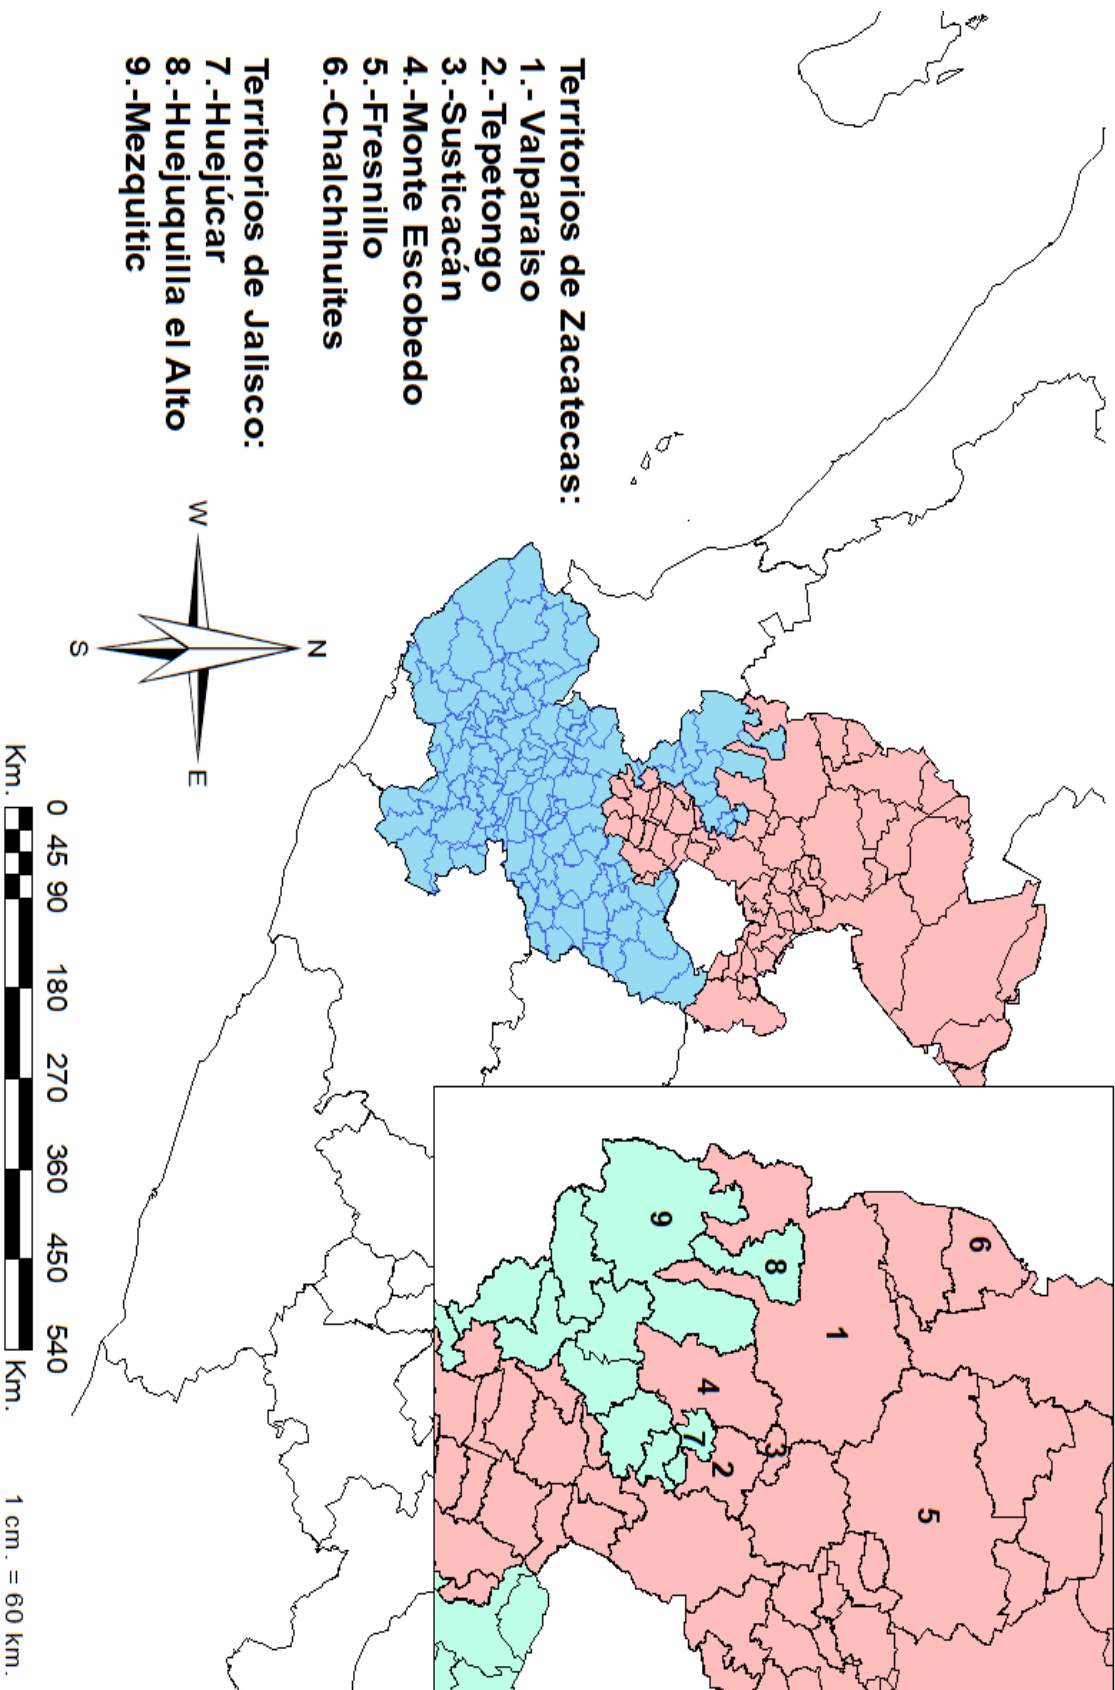 Territorios de Zacatecas:
1.- Valparaiso
2.-Tepetongo
3.-Susticacán
4.-Monte Escobedo
5.-Fresnillo
6.-Chalchihuites
Territorios de Jalisco:
7.-Huejúcar
8.-Huejuquilla el Alto
9.-Mezquitic
N
W
E
S
Km. 0 45 90 180 270 360 450 540 Km. 1 cm. = 60 km.
6
5
8
1
9
3
4
2
7